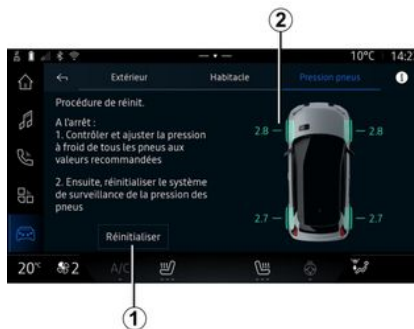 2
10°C 14:22
Extérieur Habitacle Pression pneus
Procédure de réinit.
A l'arrêt :
1. Contrôler et ajuster la pression
à froid de tous les pneus aux
valeurs recommandées
2. Ensuite, réinitialiser le système
de surveillance de la pression des
pneus
2.8 2.8
2.7 2.7
Réinitialiser
20°C 2 A/C
1